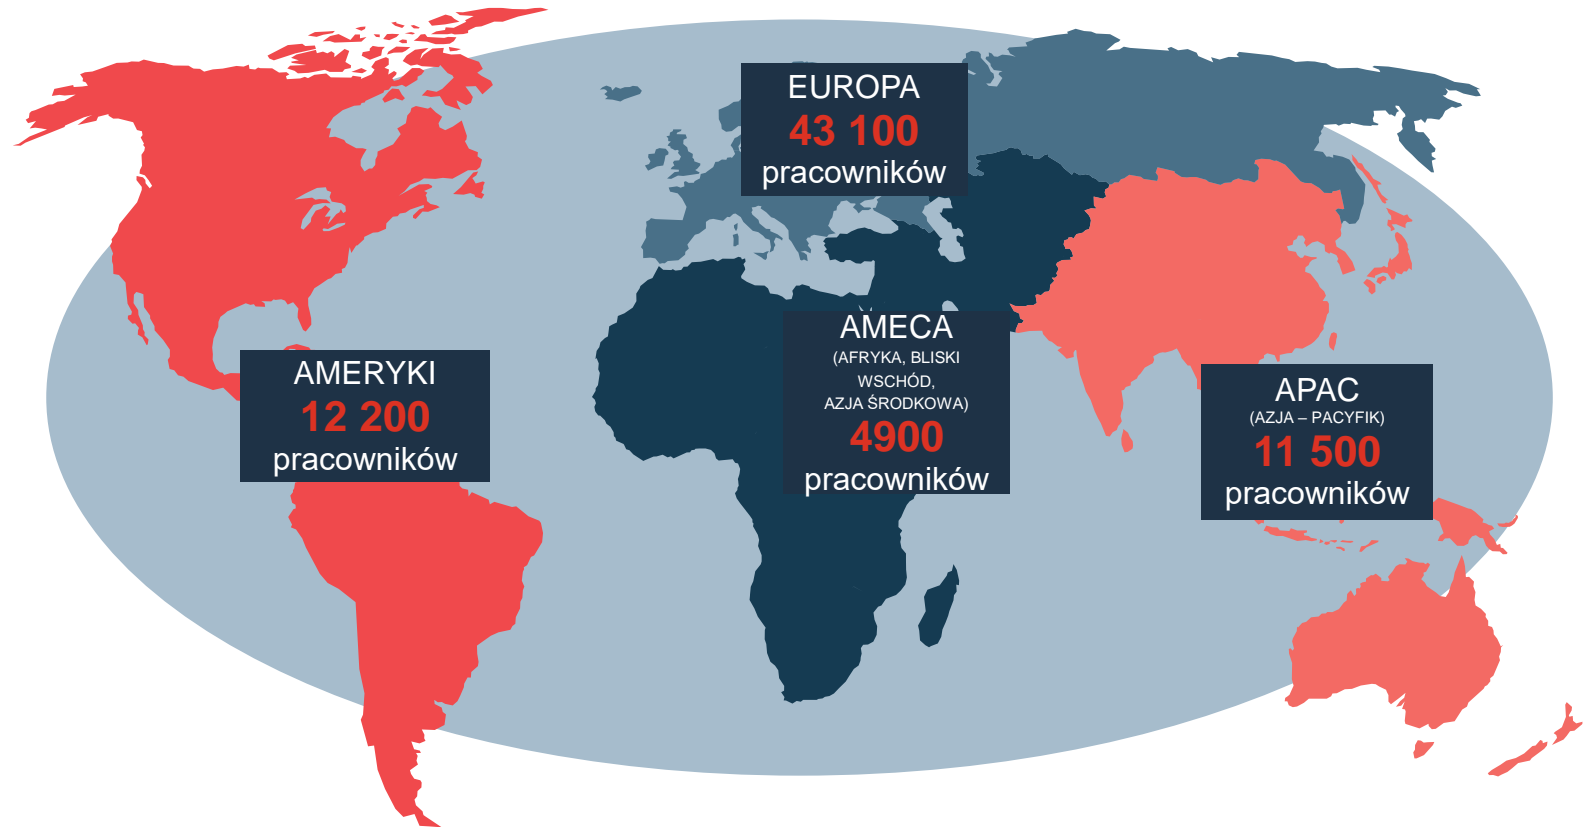 EUROPA
43 100
pracowników
AMECA
(AFRYKA, BLISKI
WSCHÓD,
AZJA ŚRODKOWA)
4900
pracowników
AMERYKI
12 200
pracowników
APAC
(AZJA – PACYFIK)
11 500
pracowników